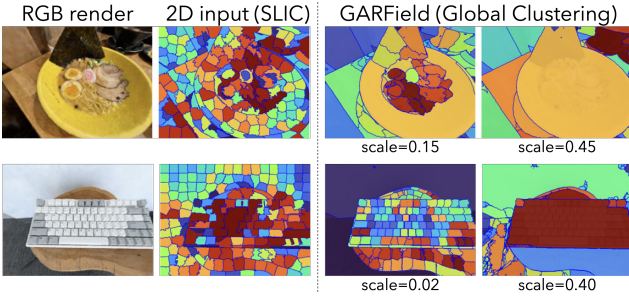 RGB render 2D input (SLIC) GARField (Global Clustering)
scale=0.15 scale=0.45
scale=0.02 scale=0.40